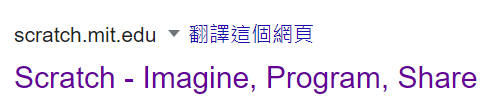 scratch.mit.edu 翻譯這個網頁
Scratch - Imagine, Program, Share